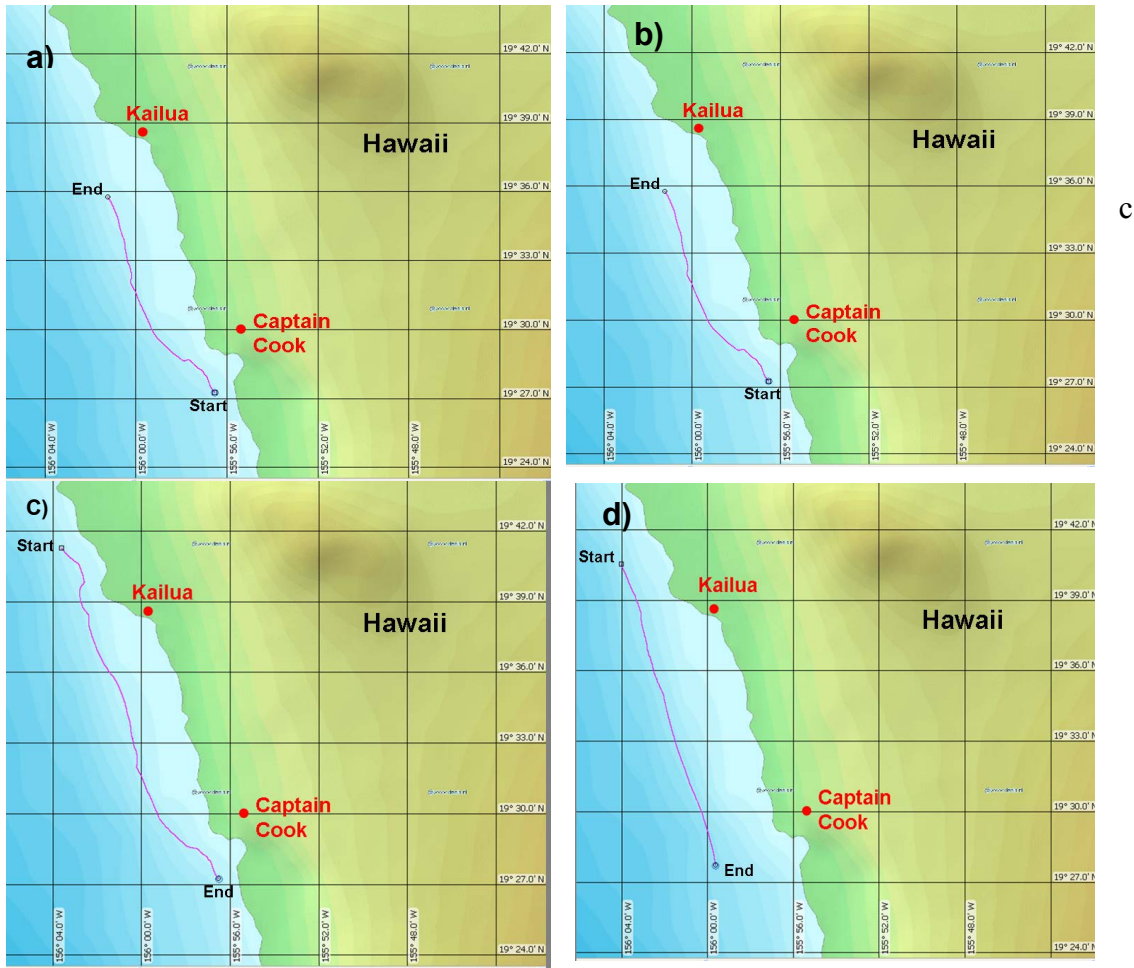 a)
Kailua
Hawaii
End
Captain
Cook
Start
19° 42.0' N
19° 39.0' N
19° 36.0' N
19° 33.0' N
19° 30.0' N
19° 27.0' N
19° 24.0' N
156° 04.0' W
156° 00.0' W
155° 56.0' W
155° 52.0' W
155° 48.0' W
b)
Kailua
Hawaii
End
Captain
Cook
Start
19° 42.0' N
19° 39.0' N
19° 36.0' N
19° 33.0' N
19° 30.0' N
19° 27.0' N
19° 24.0' N
156° 04.0' W
156° 00.0' W
155° 56.0' W
155° 52.0' W
155° 48.0' W
c
c)
Start
Kailua
Hawaii
Captain
Cook
End
19° 42.0' N
19° 39.0' N
19° 36.0' N
19° 33.0' N
19° 30.0' N
19° 27.0' N
19° 24.0' N
156° 04.0' W
156° 00.0' W
155° 56.0' W
155° 52.0' W
155° 48.0' W
d)
Start
Kailua
Hawaii
Captain
Cook
End
19° 42.0' N
19° 39.0' N
19° 36.0' N
19° 33.0' N
19° 30.0' N
19° 27.0' N
19° 24.0' N
156° 04.0' W
156° 00.0' W
155° 56.0' W
155° 52.0' W
155° 48.0' W